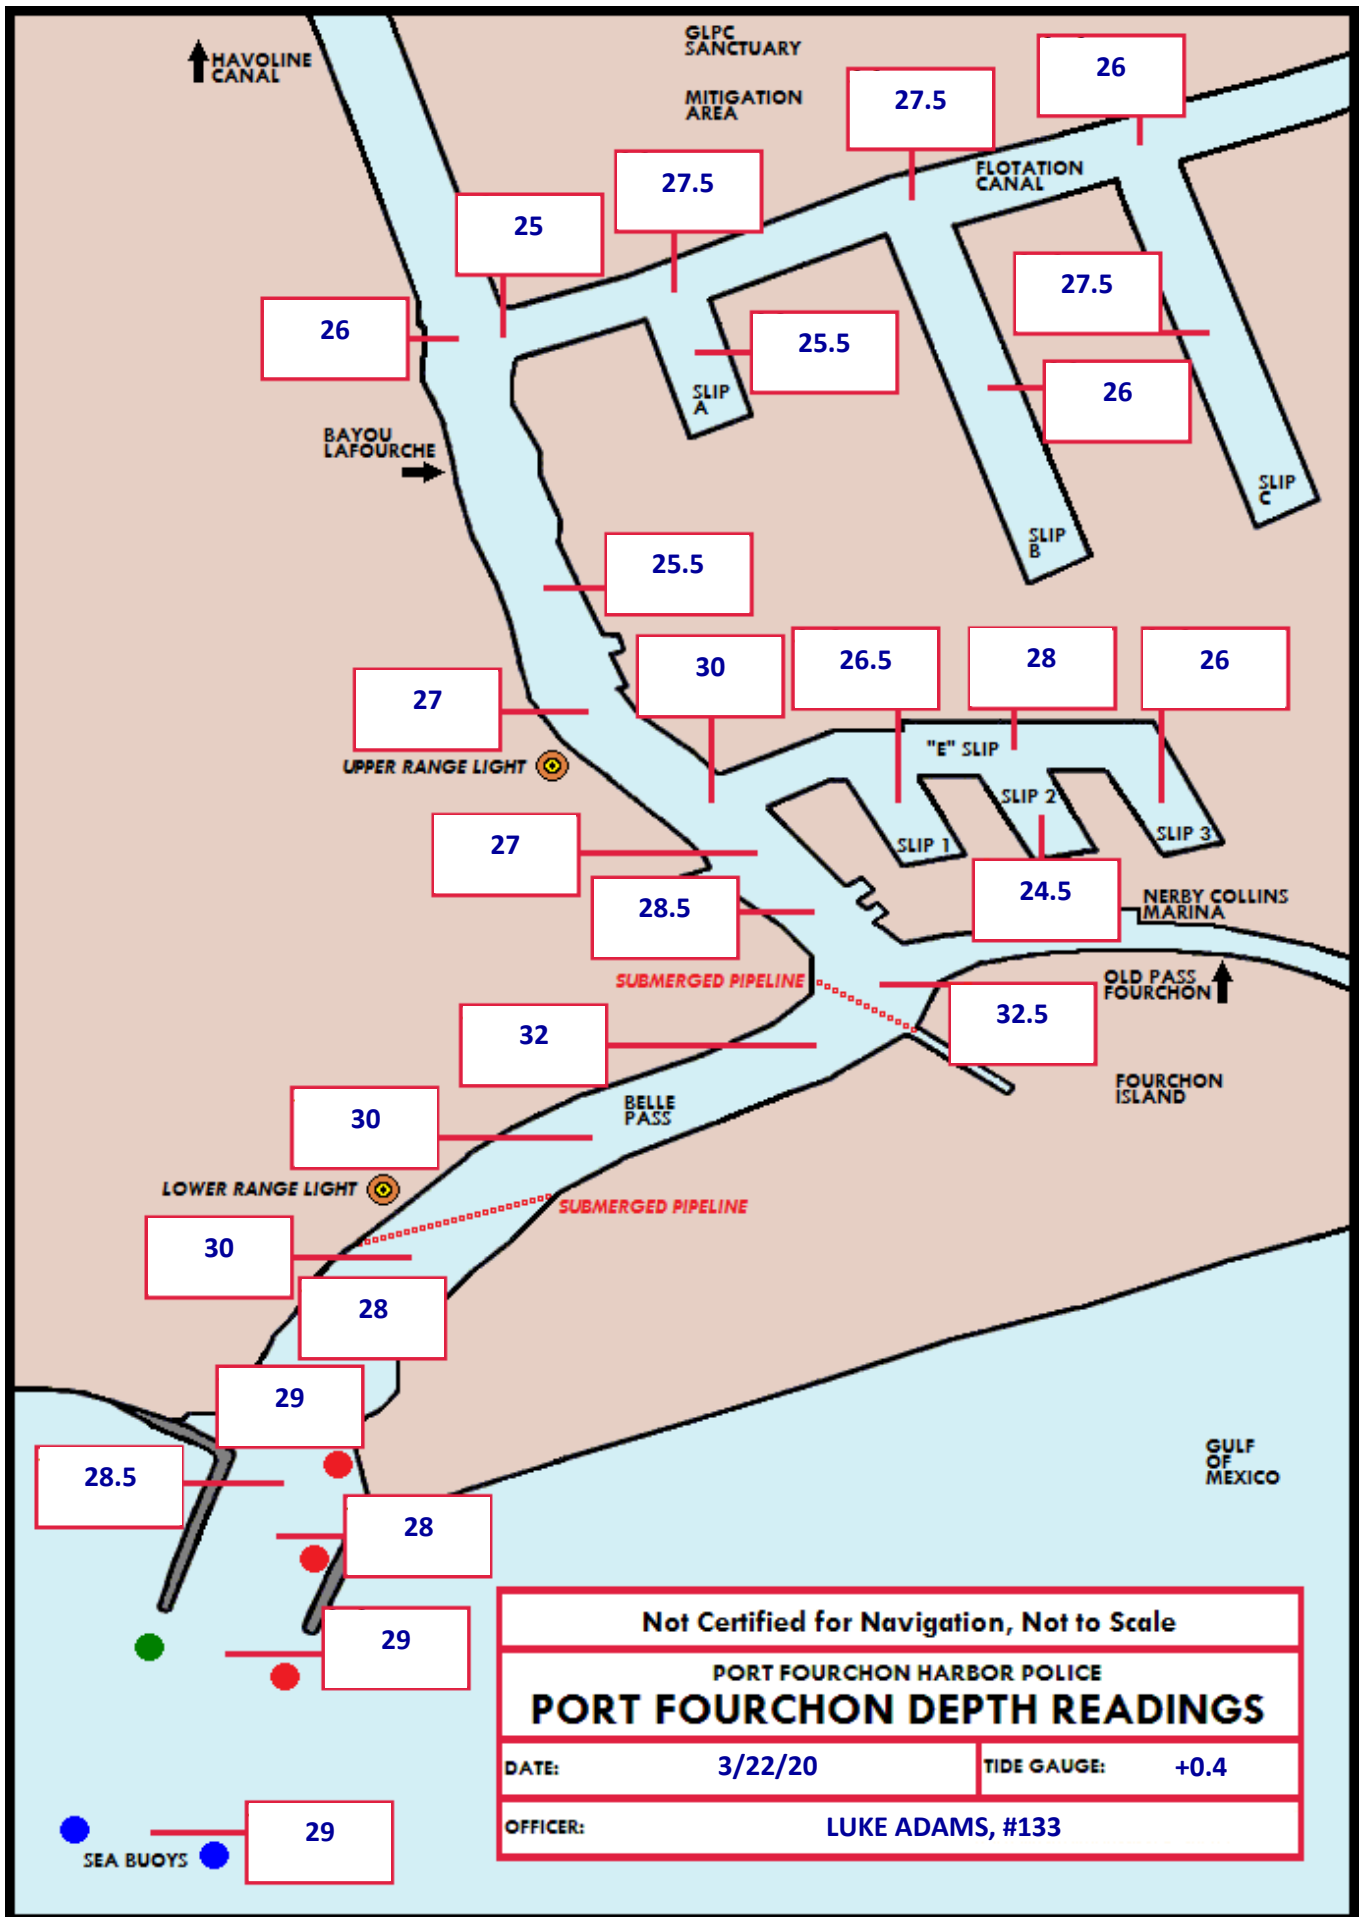 GLPC
SANCTUARY
26
HAVOLINE
CANAL
MITIGATION
AREA
27.5
FLOTATION
CANAL
27.5
25
27.5
26
25.5
26
SLIP
A
BAYOU
LAFOURCHE
SLIP
C
SLIP
B
25.5
30
26.5
28
26
27
"E" SLIP
UPPER RANGE LIGHT
SLIP 2
SLIP 1
SLIP 3
27
24.5
28.5
NERBY COLLINS
MARINA
SUBMERGED PIPELINE
OLD PASS
FOURCHON
32.5
32
FOURCHON
ISLAND
BELLE
PASS
30
LOWER RANGE LIGHT
SUBMERGED PIPELINE
30
28
29
GULF
OF
MEXICO
28.5
28
29
Not Certified for Navigation, Not to Scale
PORT FOURCHON HARBOR POLICE
PORT FOURCHON DEPTH READINGS
DATE: 3/22/20 TIDE GAUGE: +0.4
OFFICER: LUKE ADAMS, #133
29
SEA BUOYS